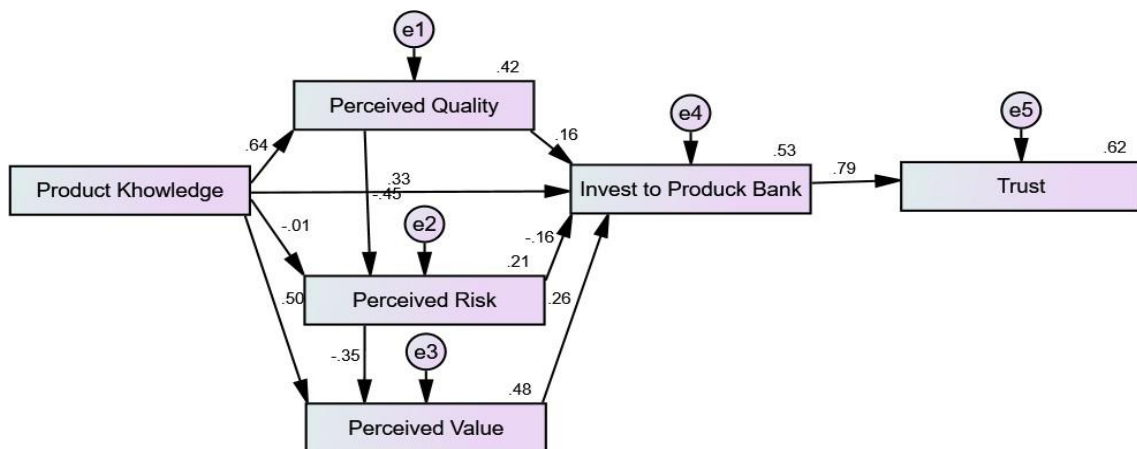 e1
.42
Perceived Quality
.64
.16
e4
.53
e5
.62
Product Khowledge
.33
-.45
Invest to Produck Bank
.79
Trust
-.01
e2
.21
-.16
.50
Perceived Risk
.26
-.35
e3
.48
Perceived Value